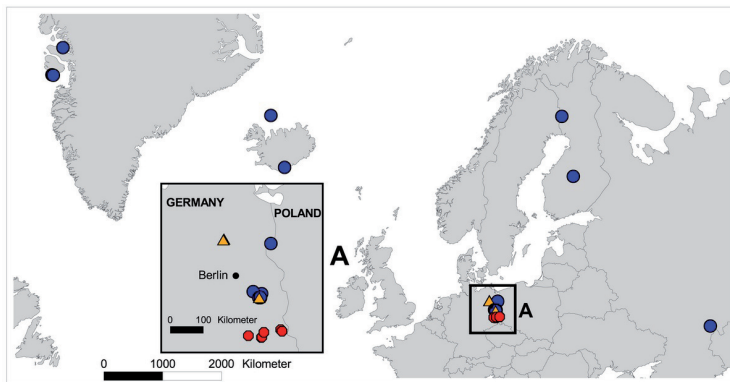 GERMANY
POLAND
A
Berlin
0 100 Kilometer
A
0 1000 2000 Kilometer